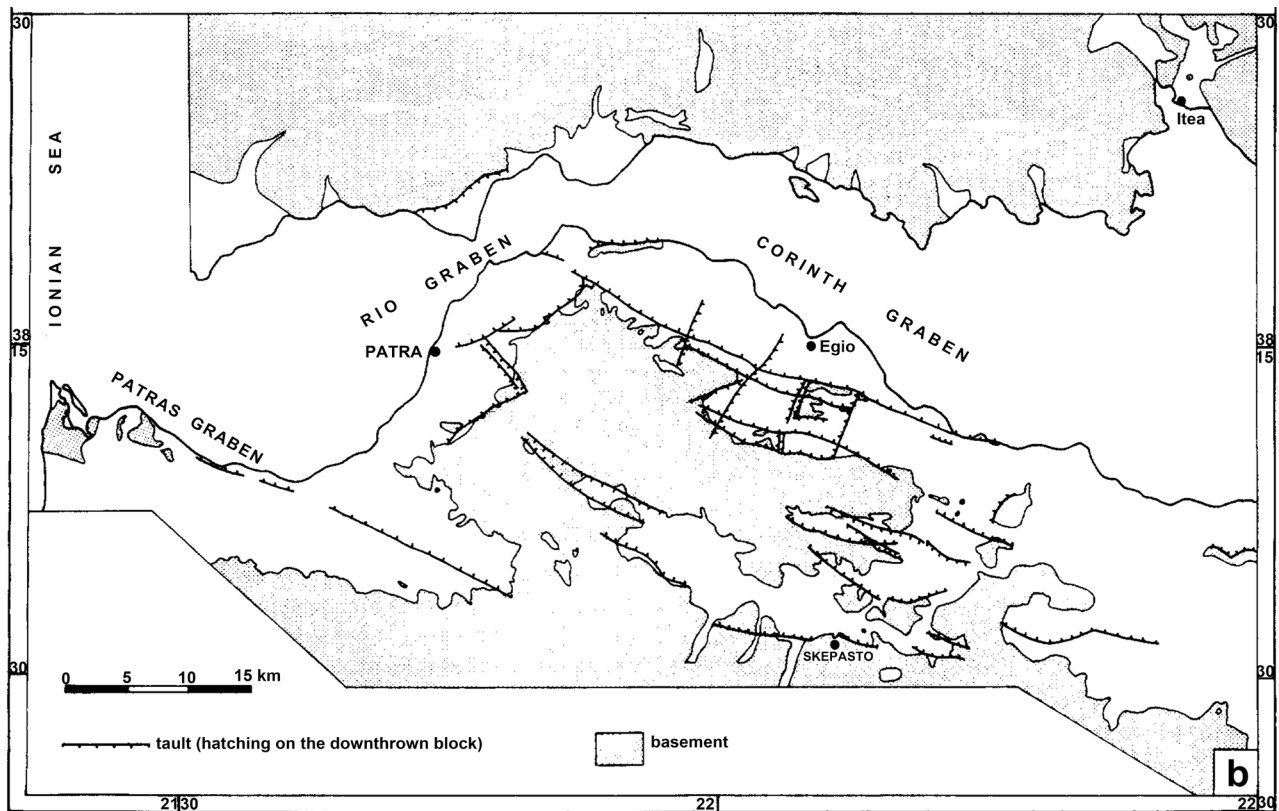 30
30
IONIAN SEA
Itea
RIO GRABEN
CORINTH GRABEN
38
15
38
15
PATRA
Egio
PATRAS GRABEN
SKEPASTO
30
30
0 5 10 15 km
tault (hatching on the downthrown block)
basement
b
21 30
22
22 30